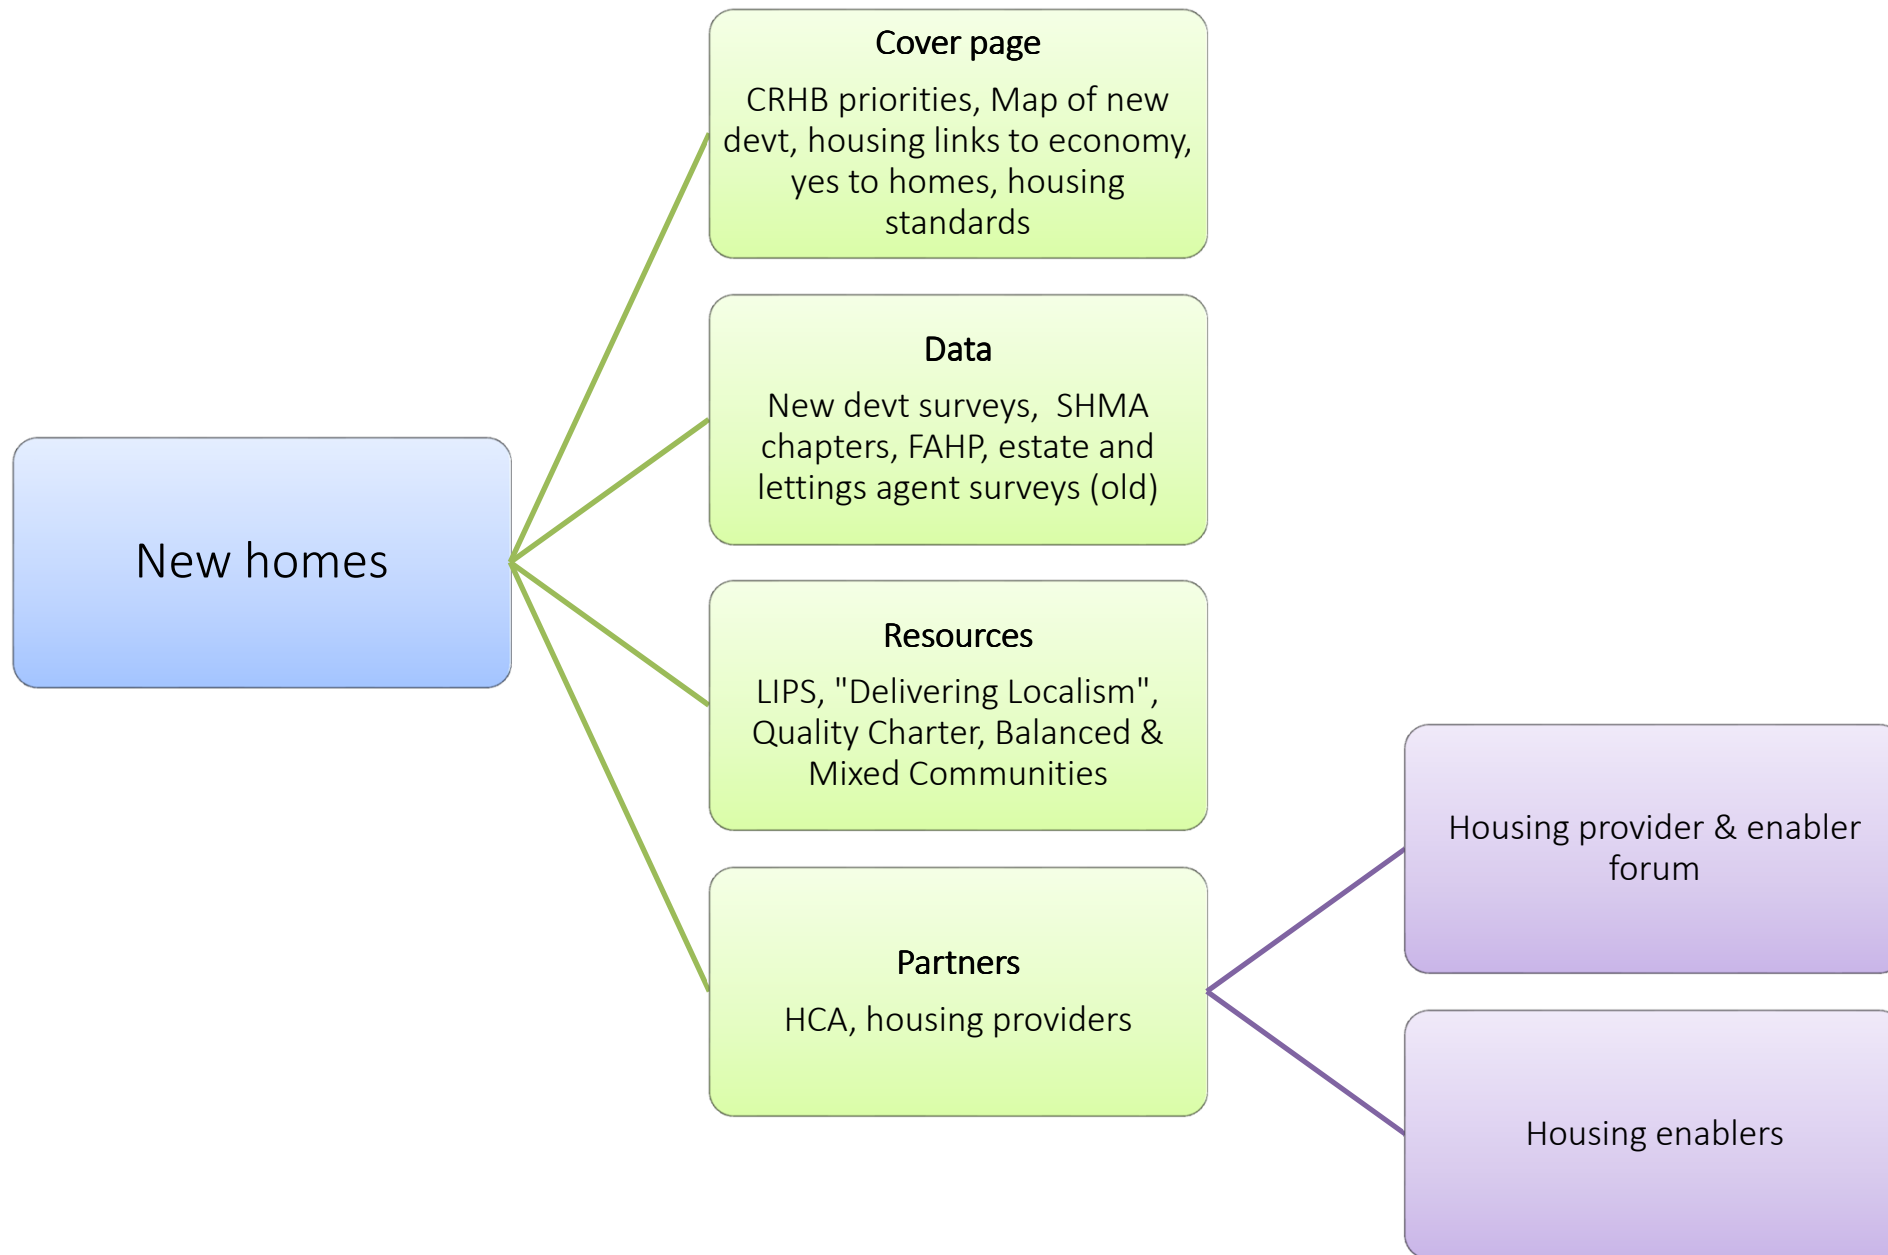 New homes
Cover page
CRHB priorities, Map of new
devt, housing links to economy,
yes to homes, housing
standards
Data
New devt surveys,  SHMA
chapters, FAHP, estate and
lettings agent surveys (old)
Resources
LIPS, "Delivering Localism",
Quality Charter, Balanced &
Mixed Communities
Partners
HCA, housing providers
Housing provider & enabler
forum
Housing enablers